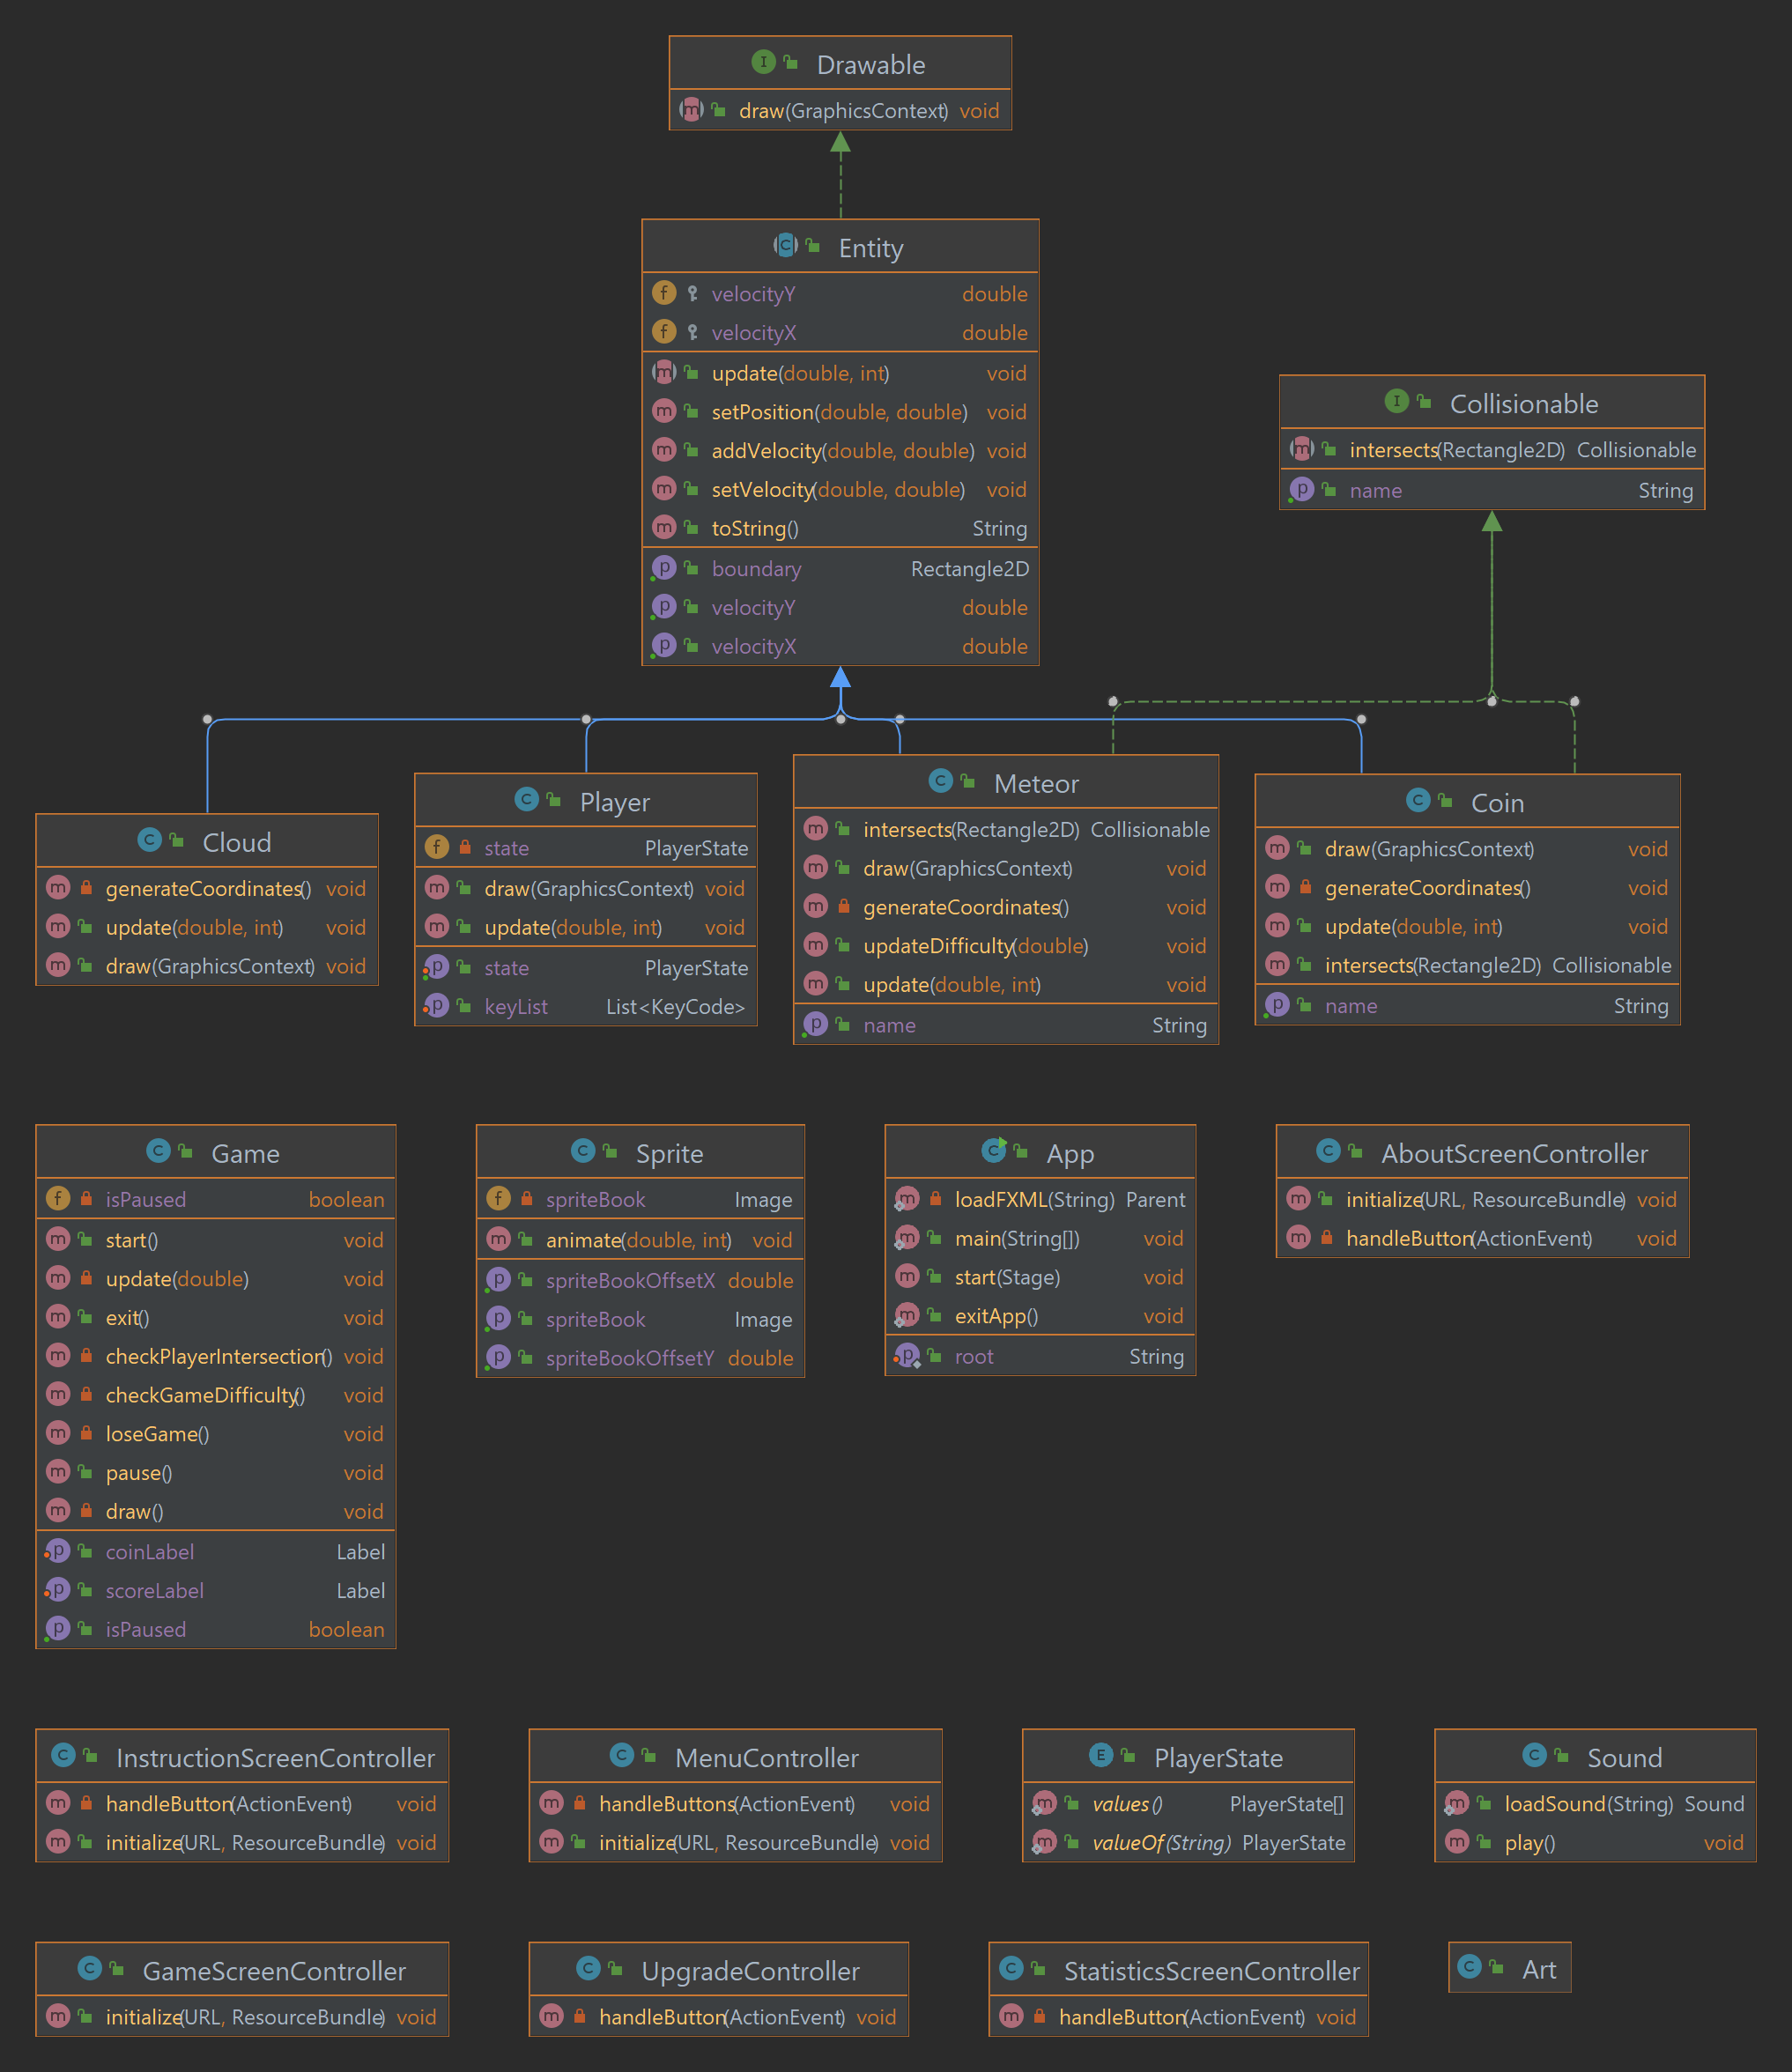 Drawable
draw(GraphicsContext) void
Entity
velocityY double
velocityX double
update(double, int) void
setPosition(double, double) void
addVelocity(double, double) void
setVelocity(double, double) void
toString() String
boundary Rectangle2D
velocityY double
velocityX double
Collisionable
intersects(Rectangle2D) Collisionable
name String
Cloud
generateCoordinates() void
update(double, int) void
draw(GraphicsContext) void
Player
state PlayerState
draw(GraphicsContext) void
update(double, int) void
state PlayerState
keyList List<KeyCode>
Meteor
intersects(Rectangle2D) Collisionable
draw(GraphicsContext) void
generateCoordinates() void
updateDifficulty(double) void
update(double, int) void
name String
Coin
draw(GraphicsContext) void
generateCoordinates() void
update(double, int) void
intersects(Rectangle2D) Collisionable
name String
Game
isPaused boolean
start() void
update(double) void
exit() void
checkPlayerIntersection() void
checkGameDifficulty() void
loseGame() void
pause() void
draw() void
coinLabel Label
scoreLabel Label
isPaused boolean
Sprite
spriteBook Image
animate(double, int) void
spriteBookOffsetX double
spriteBook Image
spriteBookOffsetY double
App
loadFXML(String) Parent
main(String[]) void
start(Stage) void
exitApp() void
root String
AboutScreenController
initialize(URL, ResourceBundle) void
handleButton(ActionEvent) void
InstructionScreenController
handleButton(ActionEvent) void
initialize(URL, ResourceBundle) void
MenuController
handleButtons(ActionEvent) void
initialize(URL, ResourceBundle) void
PlayerState
values() PlayerState[]
valueOf(String) PlayerState
Sound
loadSound(String) Sound
play() void
GameScreenController
initialize(URL, ResourceBundle) void
UpgradeController
handleButton(ActionEvent) void
StatisticsScreenController
handleButton(ActionEvent) void
Art